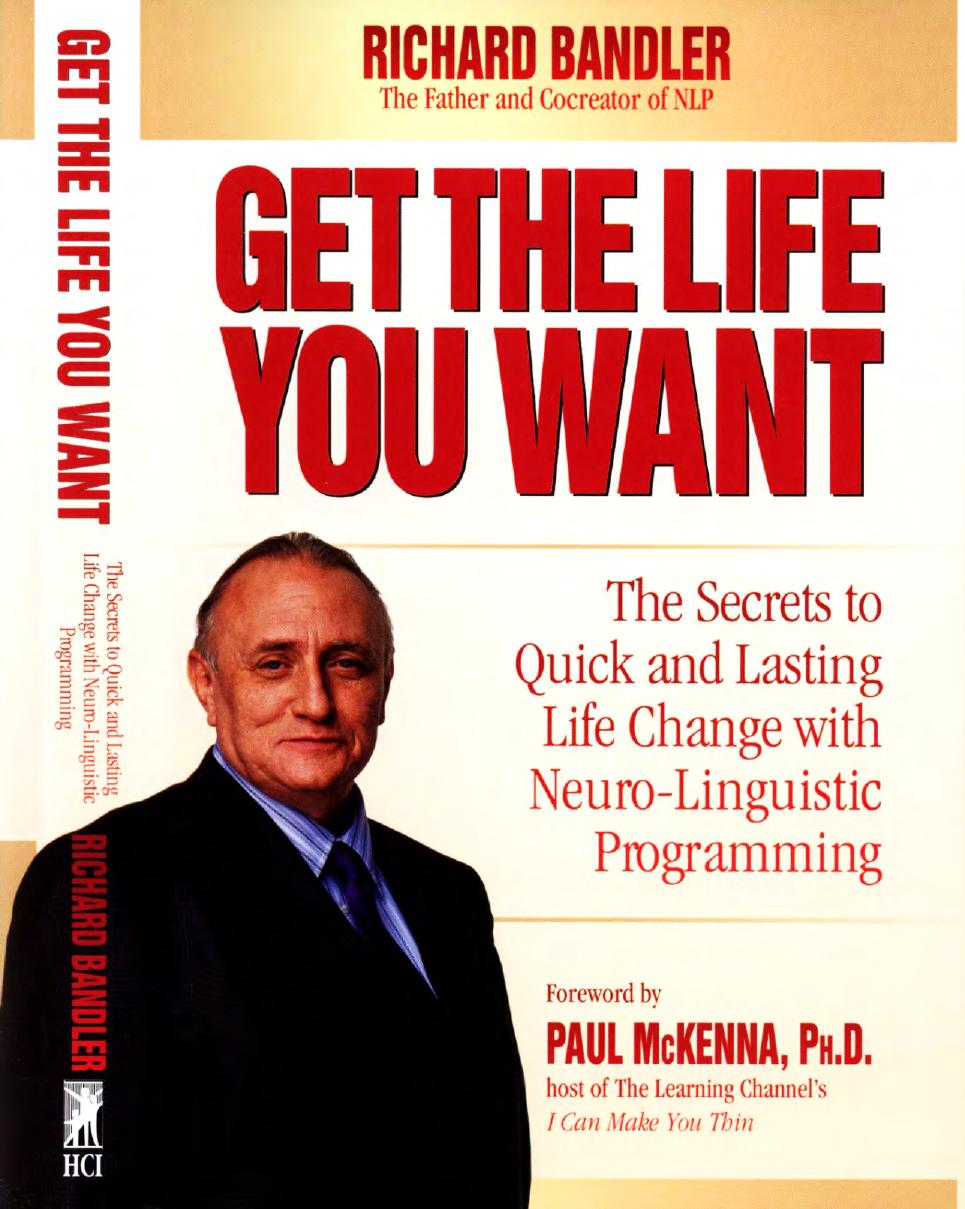 GET THE LIFE YOU WANT
The Secrets to Quick and Lasting
Life Change with Neuro-Linguistic
Programming
RICHARD BANDLER
HCI
RICHARD BANDLER
The Father and Cocreator of NLP
GET THE LIFE
YOU WANT
The Secrets to
Quick and Lasting
Life Change with
Neuro-Linguistic
Programming
Foreword by
PAUL McKENNA, PH.D.
host of The Learning Channel's
I Can Make You Thin